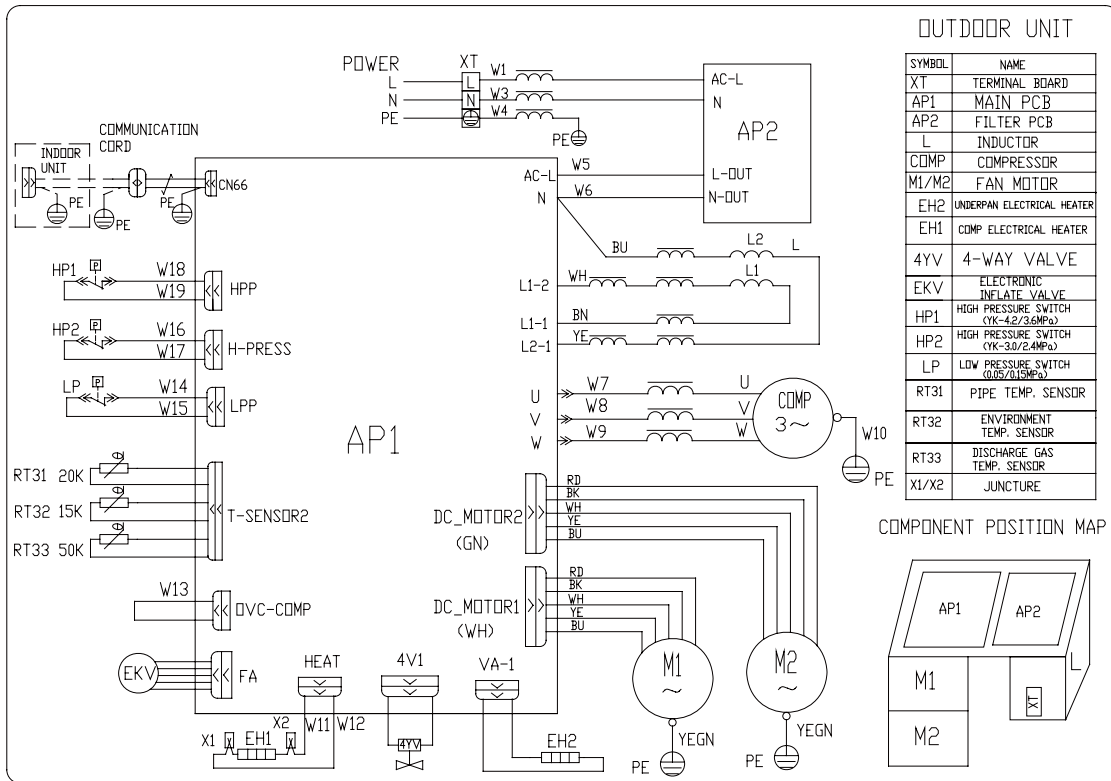 OUTDOOR UNIT
SYMBOL NAME
XT TERMINAL BOARD
AP1 MAIN PCB
AP2 FILTER PCB
L INDUCTOR
COMP COMPRESSOR
M1/M2 FAN MOTOR
EH2 UNDERPAN ELECTRICAL HEATER
EH1 COMP ELECTRICAL HEATER
4YV 4-WAY VALVE
EKV ELECTRONIC
INFLATE VALVE
HP1 HIGH PRESSURE SWITCH
(YK-4.2/3.6MPa)
HP2 HIGH PRESSURE SWITCH
(YK-3.0/2.4MPa)
LP LOW PRESSURE SWITCH
(0.05/0.15MPa)
RT31 PIPE TEMP. SENSOR
RT32 ENVIRONMENT
TEMP. SENSOR
RT33 DISCHARGE GAS
TEMP. SENSOR
X1/X2 JUNCTURE
COMPONENT POSITION MAP
AP1 AP2
M1 L
XT
M2
POWER XT
L L W1 AC-L
N N W3 N
PE W4
PE
AP2
L-OUT
N-OUT
COMMUNICATION
CORD
INDOOR
UNIT
PE
PE
PE
CN66
AC-L W5
N W6
BU L2 L
L1-2 WH L1
L1-1 BN
L2-1 YE
HP1 P W18
W19 HPP
HP2 P W16
W17 H-PRESS
LP P W14
W15 LPP
AP1
U W7 U
V W8 V
W W9 W
COMP
3~
W10
PE
RT31 20K θ
RT32 15K θ
RT33 50K θ
T-SENSOR2
DC_MOTOR2
(GN)
RD
BK
WH
YE
BU
DC_MOTOR1
(WH)
RD
BK
WH
YE
BU
W13 OVC-COMP
EKV FA
HEAT 4V1 VA-1
X1 X EH1 X2 X W11 W12
4YV
EH2
M1
~
YEGN
PE
M2
~
YEGN
PE